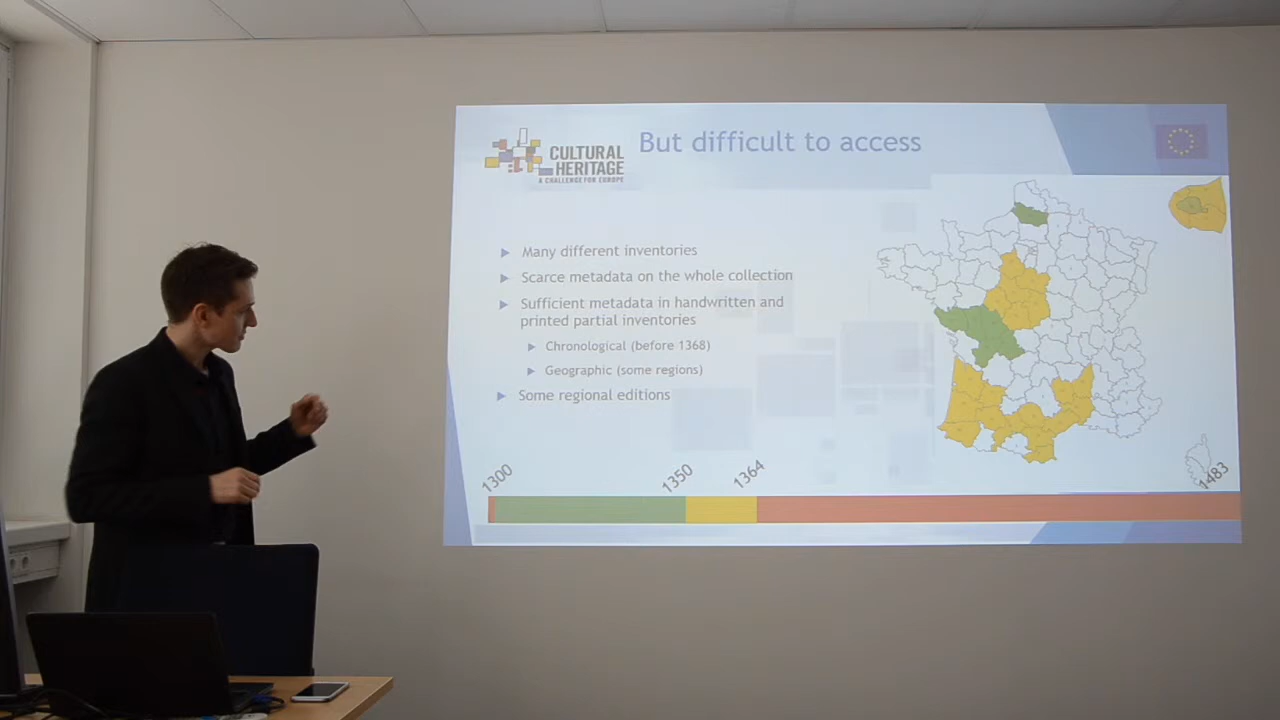 But difficult to access
CULTURAL
HERITAGE
A CHALLENGE FOR EUROPE
Many different inventories
Scarce metadata on the whole collection
Sufficient metadata in handwritten and
printed partial inventories
Chronological (before 1368)
Geographic (some regions)
Some regional editions
1300
1350
1364
1483